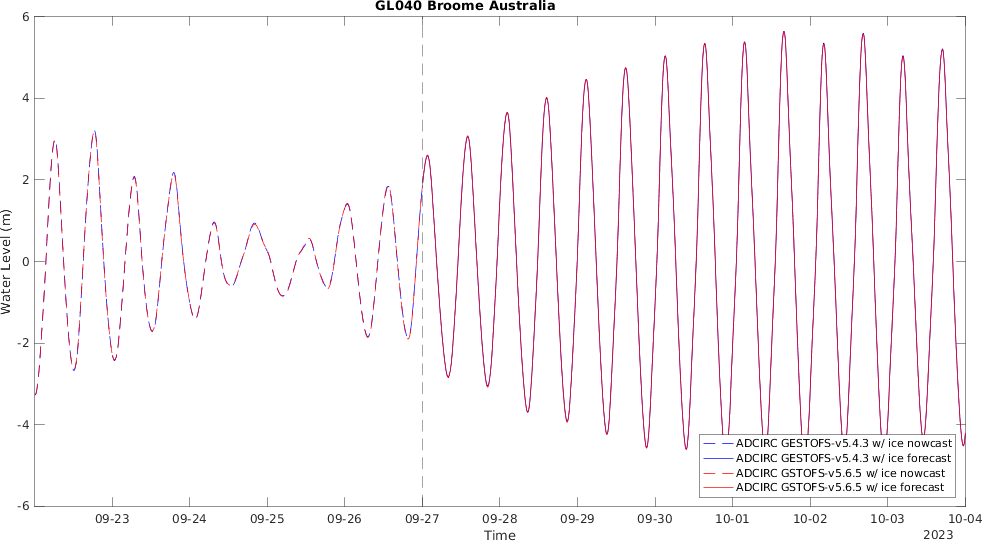 GL040 Broome Australia
6
4
2
0
-2
-4
-6
Water Level (m)
ADCIRC GESTOFS-v5.4.3 w/ ice nowcast
ADCIRC GESTOFS-v5.4.3 w/ ice forecast
ADCIRC GSTOFS-v5.6.5 w/ ice nowcast
ADCIRC GSTOFS-v5.6.5 w/ ice forecast
09-23 09-24 09-25 09-26 09-27 09-28 09-29 09-30 10-01 10-02 10-03 10-04
Time
2023